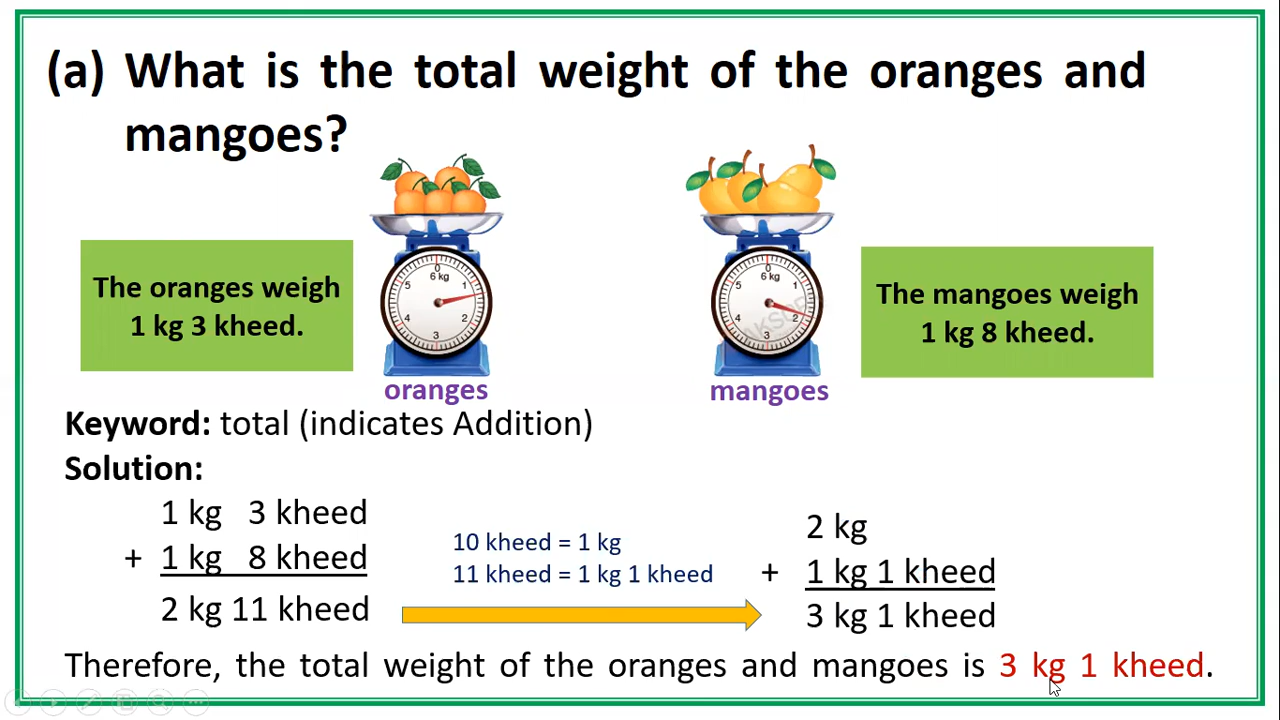 (a) What is the total weight of the oranges and
mangoes?
The oranges weigh
1 kg 3 kheed.
0
6 kg
1
2
3
4
5
oranges
0
6 kg
1
2
3
4
5
mangoes
The mangoes weigh
1 kg 8 kheed.
Keyword: total (indicates Addition)
Solution:
1 kg 3 kheed
+ 1 kg 8 kheed
2 kg 11 kheed
10 kheed = 1 kg
11 kheed = 1 kg 1 kheed
2 kg
+ 1 kg 1 kheed
3 kg 1 kheed
Therefore, the total weight of the oranges and mangoes is 3 kg 1 kheed.